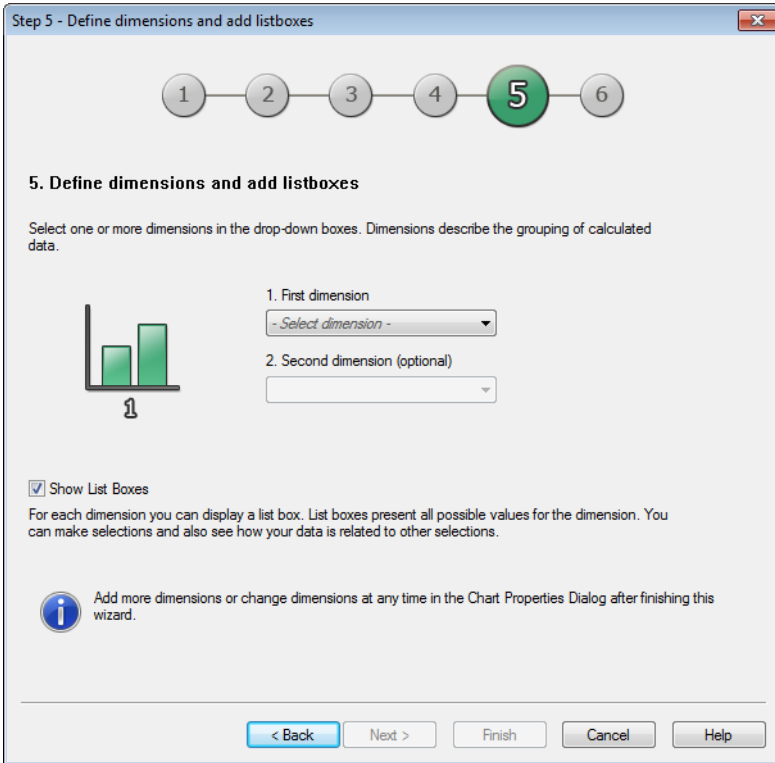 Step 5 - Define dimensions and add listboxes
1 2 3 4 5 6
5. Define dimensions and add listboxes
Select one or more dimensions in the drop-down boxes. Dimensions describe the grouping of calculated
data.
1. First dimension
- Select dimension -
2. Second dimension (optional)
1
Show List Boxes
For each dimension you can display a list box. List boxes present all possible values for the dimension. You
can make selections and also see how your data is related to other selections.
i
Add more dimensions or change dimensions at any time in the Chart Properties Dialog after finishing this
wizard.
< Back Next > Finish Cancel Help